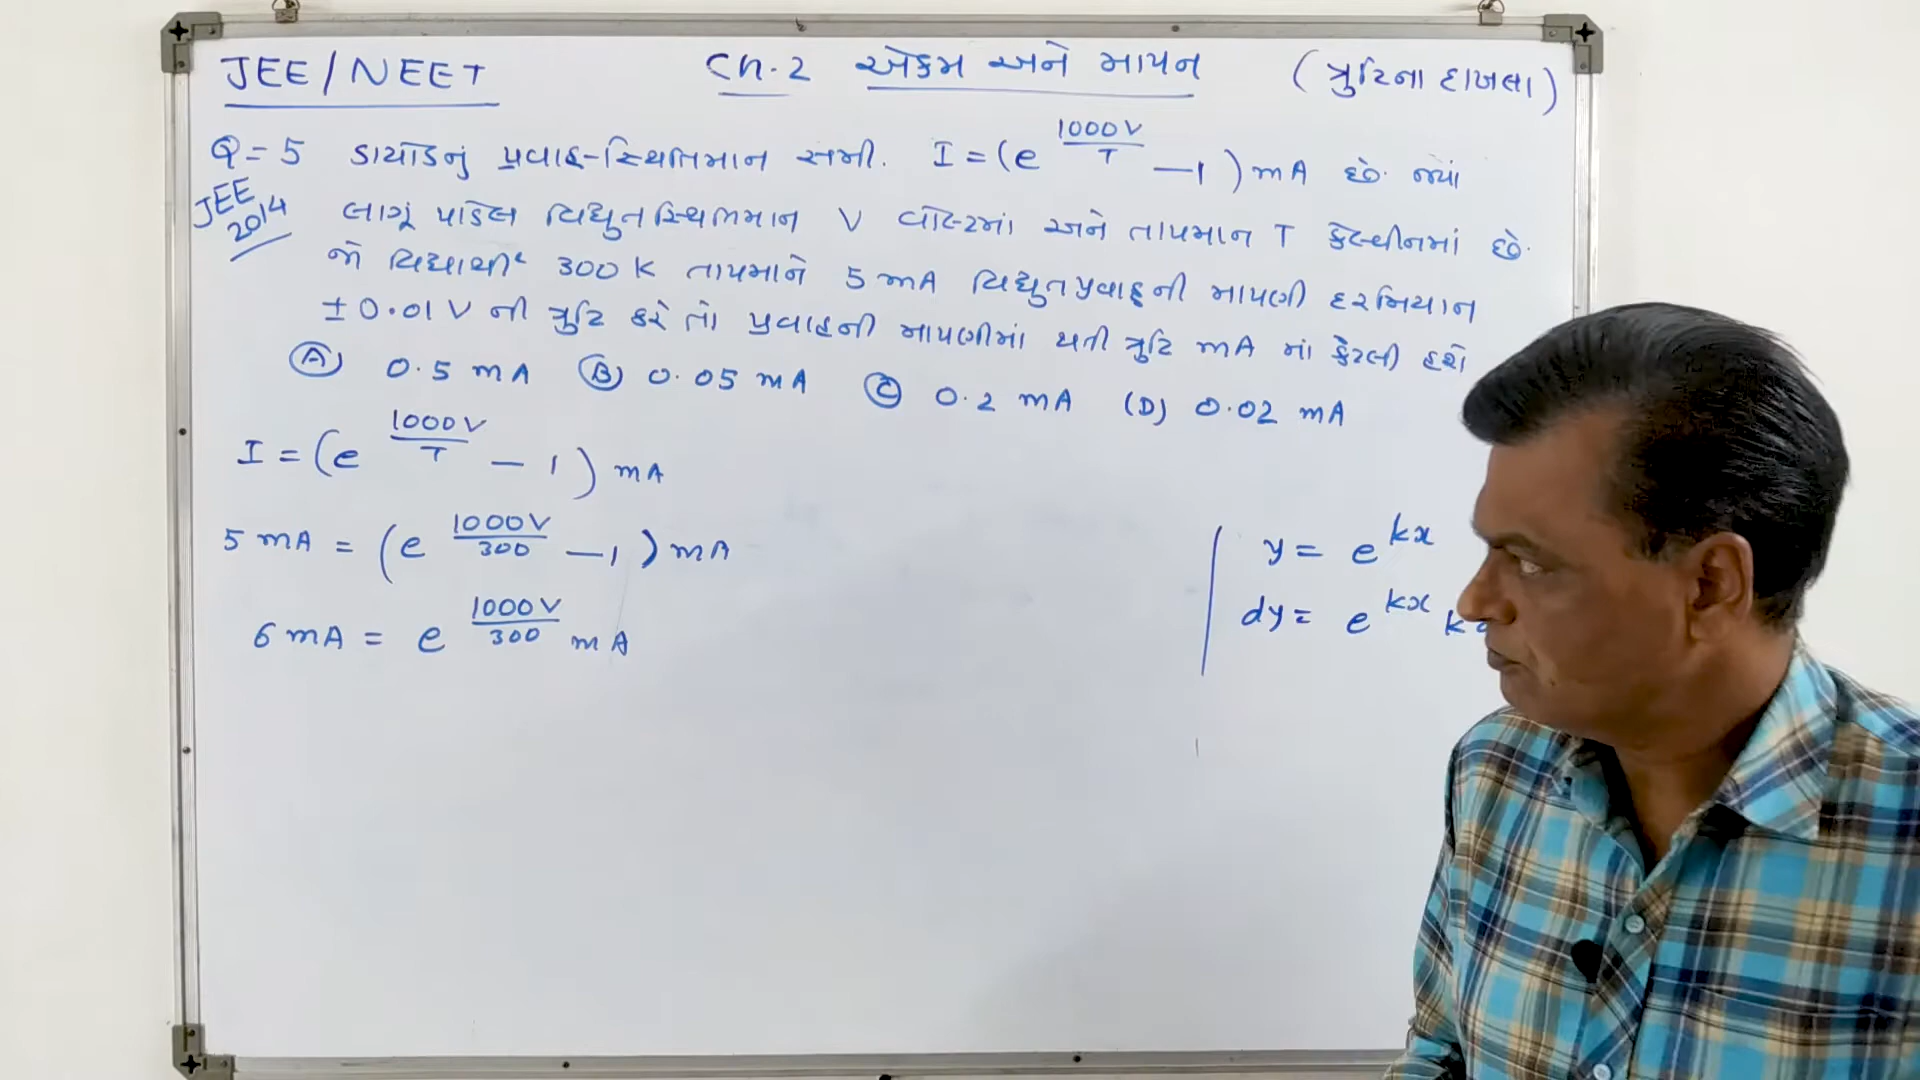 JEE/NEET Ch.2 એકમ અને માપન (ત્રુટિના દાખલા)
Q=5 ડાયોડનું પ્રવાહ-સ્થિતિમાન સમી. I = (e^{1000V/T} – 1) mA છે. જ્યાં
JEE 2014
લાગૂ પાડેલ વિદ્યુતસ્થિતિમાન V વોલ્ટમાં અને તાપમાન T કેલ્વીનમાં છે.
જો વિદ્યાર્થી 300 K તાપમાને 5 mA વિદ્યુતપ્રવાહની માપણી દરમિયાન
± 0.01 V ની ત્રુટિ કરે તો પ્રવાહની માપણીમાં થતી ત્રુટિ mA માં કેટલી હશે
(A) 0.5 mA (B) 0.05 mA (C) 0.2 mA (D) 0.02 mA
I = (e^{1000V/T} – 1) mA
5 mA = (e^{1000V/300} – 1) mA
6 mA = e^{1000V/300} mA
y = e^{kx}
dy = e^{kx} k